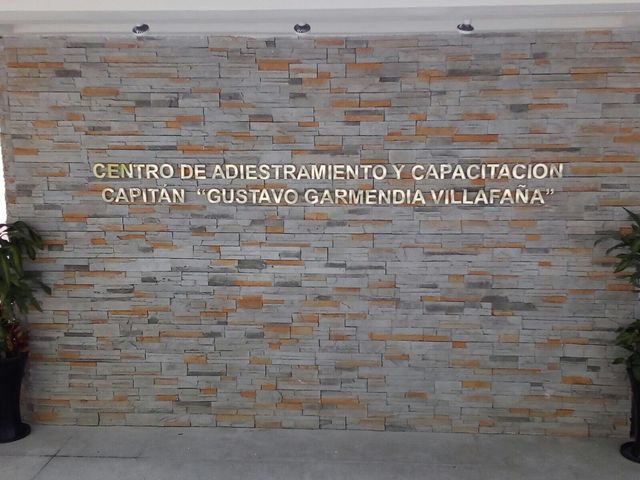 CENTRO DE ADIESTRAMIENTO Y CAPACITACION
CAPITÁN "GUSTAVO GARMENDIA VILLAFAÑA"